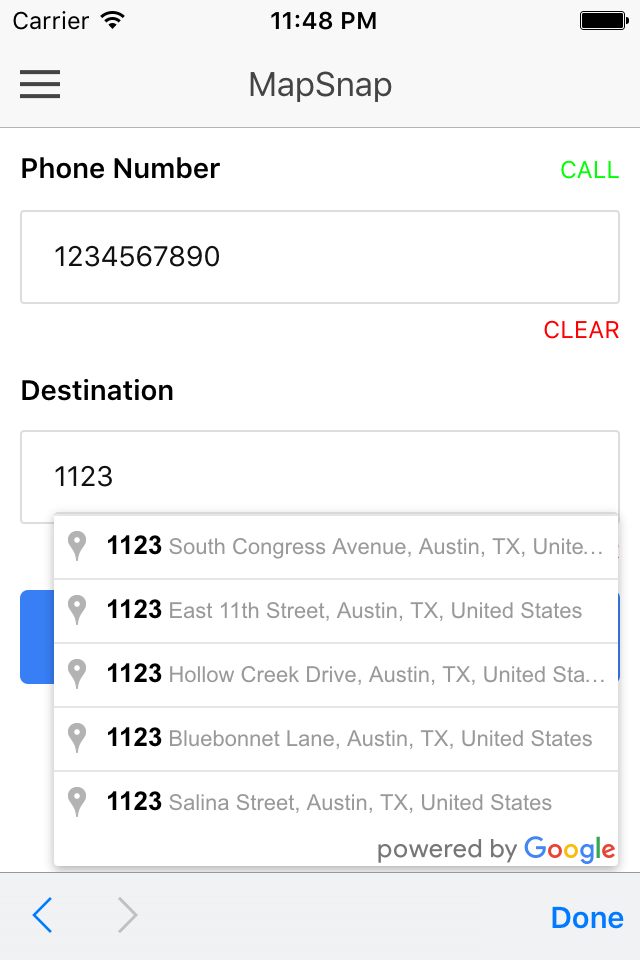 Carrier 11:48 PM
MapSnap
Phone Number CALL
1234567890
CLEAR
Destination
1123
1123 South Congress Avenue, Austin, TX, Unite...
1123 East 11th Street, Austin, TX, United States
1123 Hollow Creek Drive, Austin, TX, United Sta...
1123 Bluebonnet Lane, Austin, TX, United States
1123 Salina Street, Austin, TX, United States
powered by Google
Done